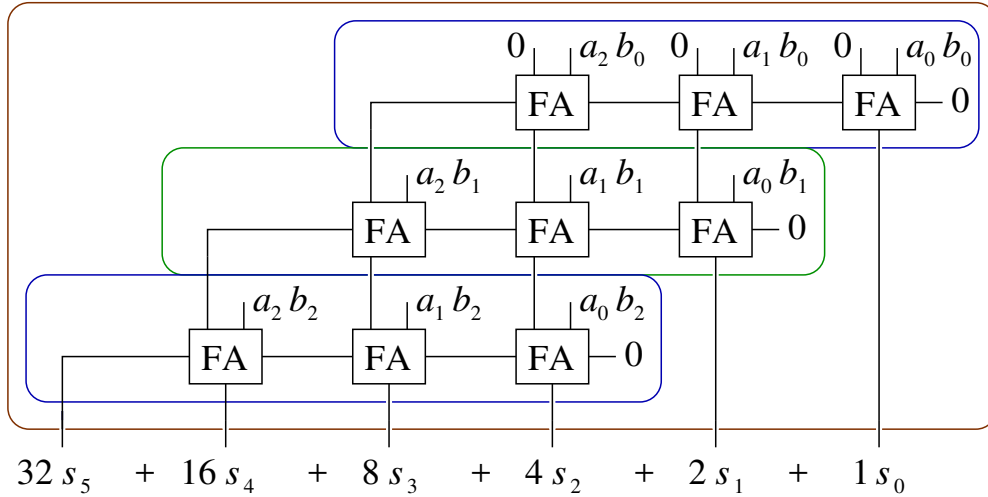 0 a₂ b₀ 0 a₁ b₀ 0 a₀ b₀
FA FA FA 0
a₂ b₁ a₁ b₁ a₀ b₁
FA FA FA 0
a₂ b₂ a₁ b₂ a₀ b₂
FA FA FA 0
32 s₅ + 16 s₄ + 8 s₃ + 4 s₂ + 2 s₁ + 1 s₀